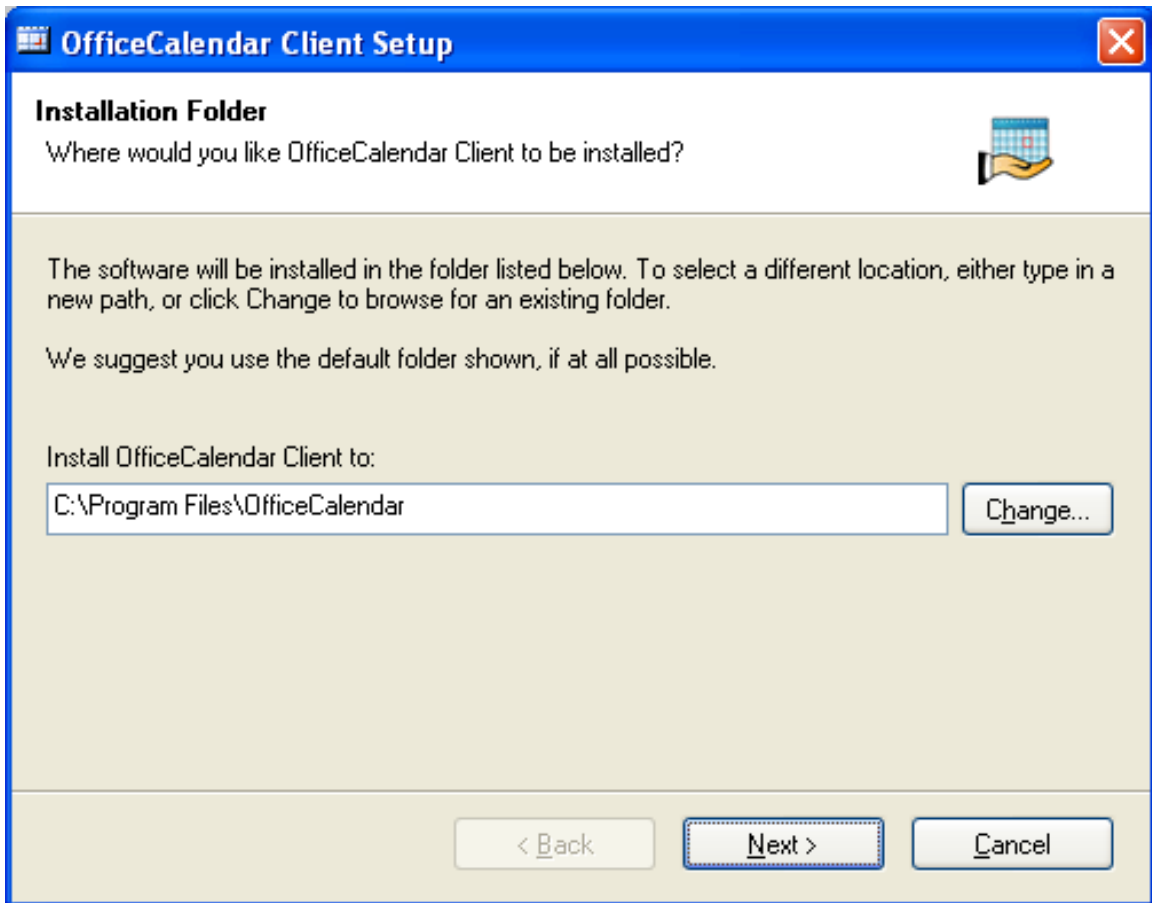 OfficeCalendar Client Setup
Installation Folder
Where would you like OfficeCalendar Client to be installed?
The software will be installed in the folder listed below. To select a different location, either type in a
new path, or click Change to browse for an existing folder.
We suggest you use the default folder shown, if at all possible.
Install OfficeCalendar Client to:
C:\Program Files\OfficeCalendar
Change...
< Back
Next >
Cancel